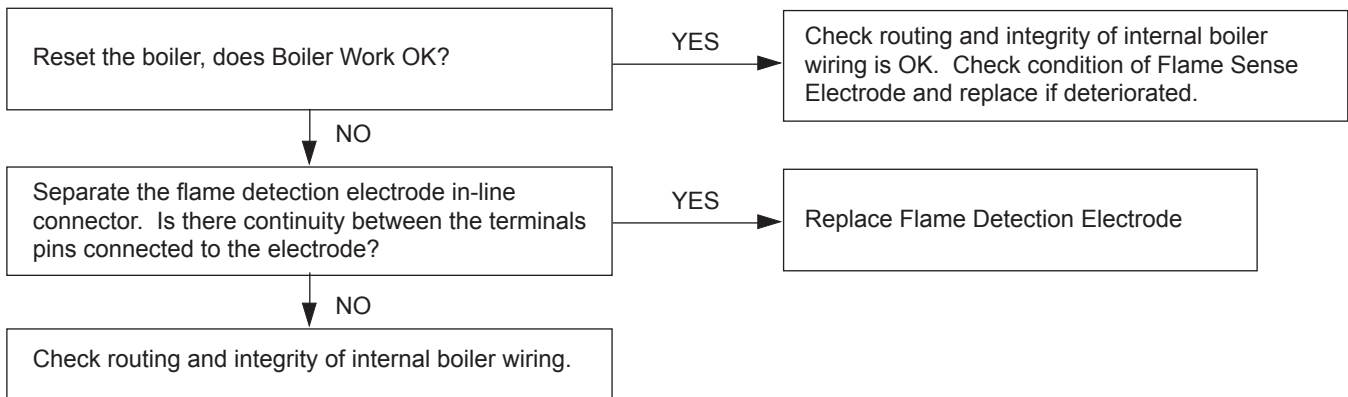 Reset the boiler, does Boiler Work OK?
YES
Check routing and integrity of internal boiler
wiring is OK.  Check condition of Flame Sense
Electrode and replace if deteriorated.
NO
Separate the flame detection electrode in-line
connector.  Is there continuity between the terminals
pins connected to the electrode?
YES
Replace Flame Detection Electrode
NO
Check routing and integrity of internal boiler wiring.